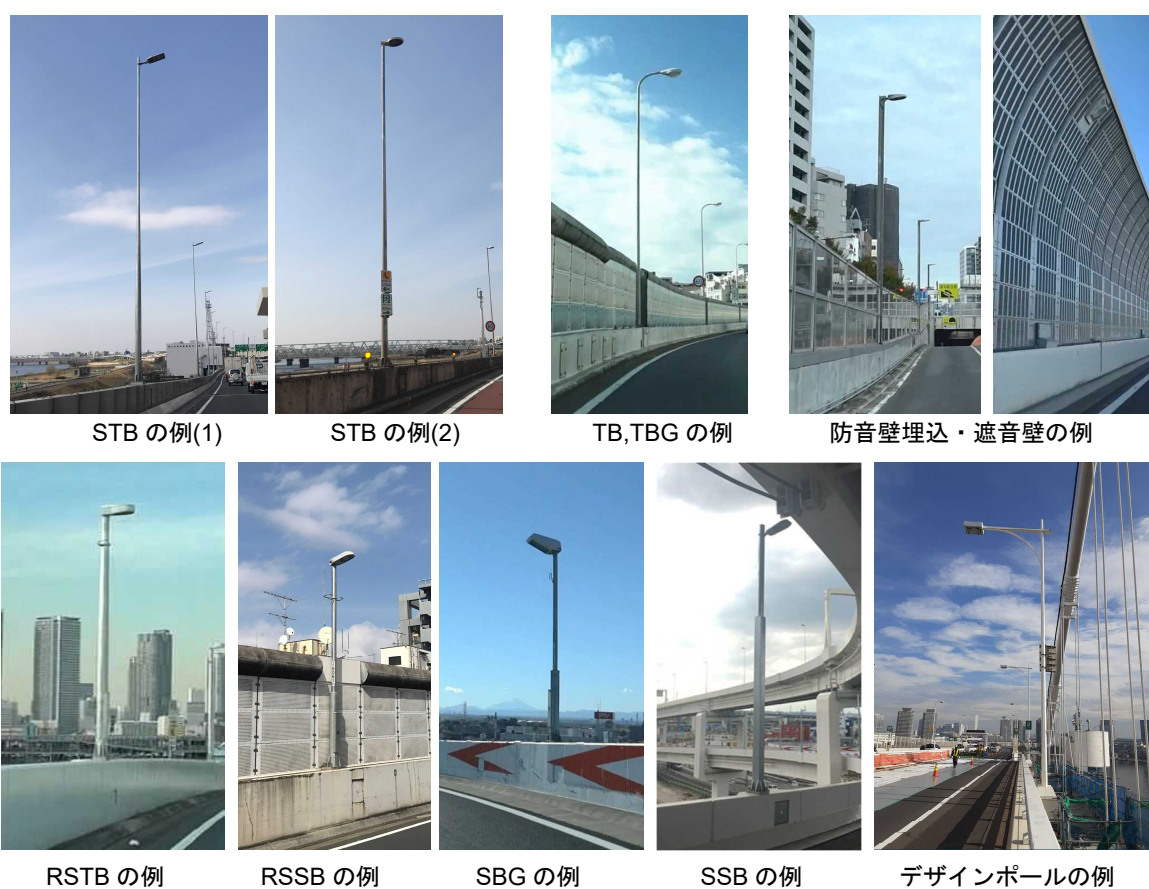 STB の例(1)
STB の例(2)
TB,TBG の例
防音壁埋込・遮音壁の例
RSTB の例
RSSB の例
SBG の例
SSB の例
デザインポールの例